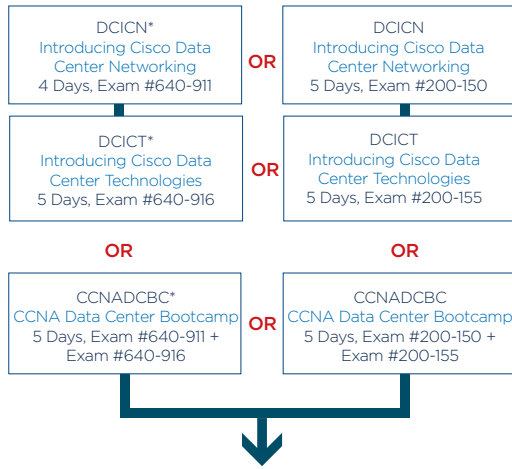 DCICN*
Introducing Cisco Data
Center Networking
4 Days, Exam #640-911
OR
DCICN
Introducing Cisco Data
Center Networking
5 Days, Exam #200-150
DCICT*
Introducing Cisco Data
Center Technologies
5 Days, Exam #640-916
OR
DCICT
Introducing Cisco Data
Center Technologies
5 Days, Exam #200-155
OR
OR
CCNADCBC*
CCNA Data Center Bootcamp
5 Days, Exam #640-911 +
Exam #640-916
OR
CCNADCBC
CCNA Data Center Bootcamp
5 Days, Exam #200-150 +
Exam #200-155